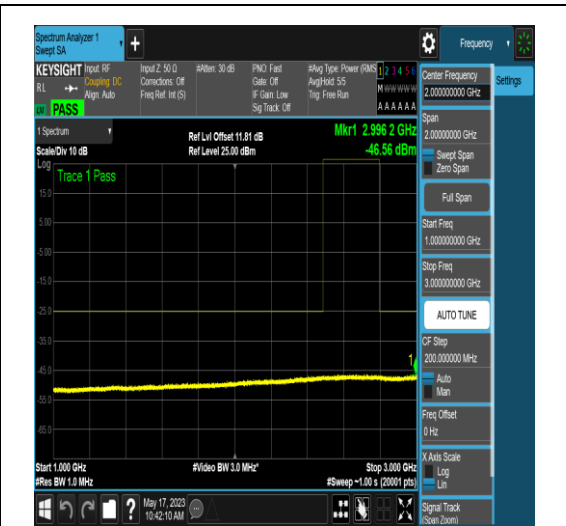 Spectrum Analyzer 1
Swept SA
+
Frequency
KEYSIGHT
Input: RF
Coupling: DC
Align: Auto
Input Z: 50 Ω
Corrections: Off
Freq Ref: Int (S)
#Atten: 30 dB
PNO: Fast
Gate: Off
IF Gain: Low
Sig Track: Off
#Avg Type: Power (RMS
Avg|Hold: 5/5
Trig: Free Run
1 2 3 4 5 6
M W W W W W
A A A A A A
RL
PASS
1 Spectrum
Scale/Div 10 dB
Ref Lvl Offset 11.81 dB
Ref Level 25.00 dBm
Mkr1 2.996 2 GHz
-46.56 dBm
Log
Trace 1 Pass
15.0
5.00
-5.00
-15.0
-25.0
-35.0
-45.0
-55.0
-65.0
1
Start 1.000 GHz
#Res BW 1.0 MHz
#Video BW 3.0 MHz*
Stop 3.000 GHz
#Sweep ~1.00 s (20001 pts)
Center Frequency
2.000000000 GHz
Settings
Span
2.00000000 GHz
Swept Span
Zero Span
Full Span
Start Freq
1.000000000 GHz
Stop Freq
3.000000000 GHz
AUTO TUNE
CF Step
200.000000 MHz
Auto
Man
Freq Offset
0 Hz
X Axis Scale
Log
Lin
Signal Track
(Span Zoom)
?
May 17, 2023
10:42:10 AM